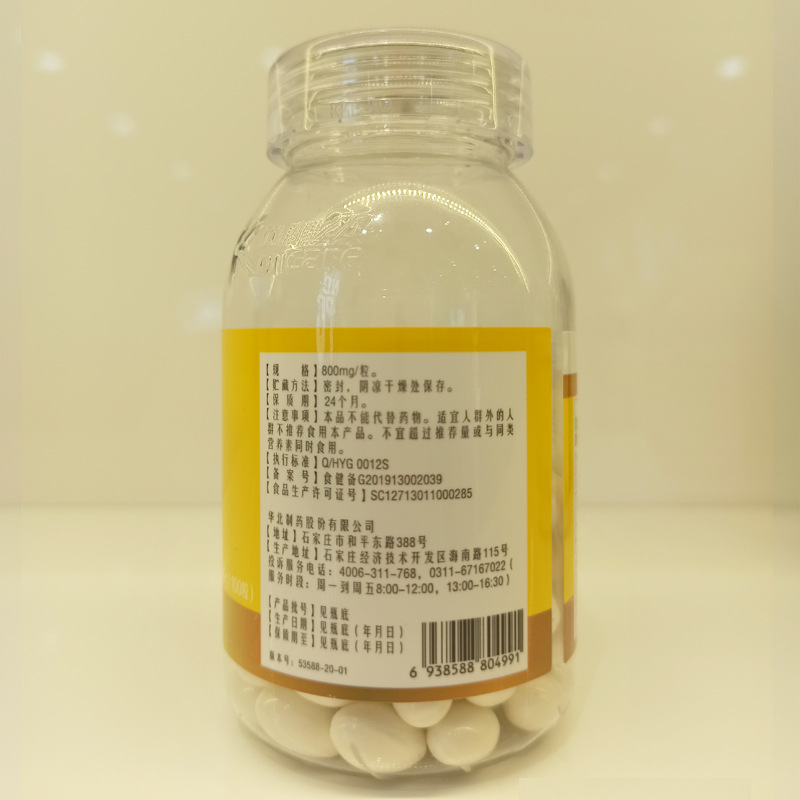 Kingcare
【规 格】800mg/粒。
【贮藏方法】密封，阴凉干燥处保存。
【保 质 期】24个月。
【注意事项】本品不能代替药物。适宜人群外的人
群不推荐食用本产品。不宜超过推荐量或与同类
营养素同时食用。
【执行标准】Q/HYG 0012S
【备 案 号】食健备G201913002039
【食品生产许可证号】SC12713011000285
华北制药股份有限公司
【地址】石家庄市和平东路388号
【生产地址】石家庄经济技术开发区海南路115号
投诉服务电话：4006-311-768，0311-67167022（
服务时段：周一到周五8:00-12:00，13:00-16:30）
【产品批号】见瓶底
【生产日期】见瓶底（年月日）
【保质期至】见瓶底（年月日）
版本号：53588-20-01
6 938588 804991
100粒）